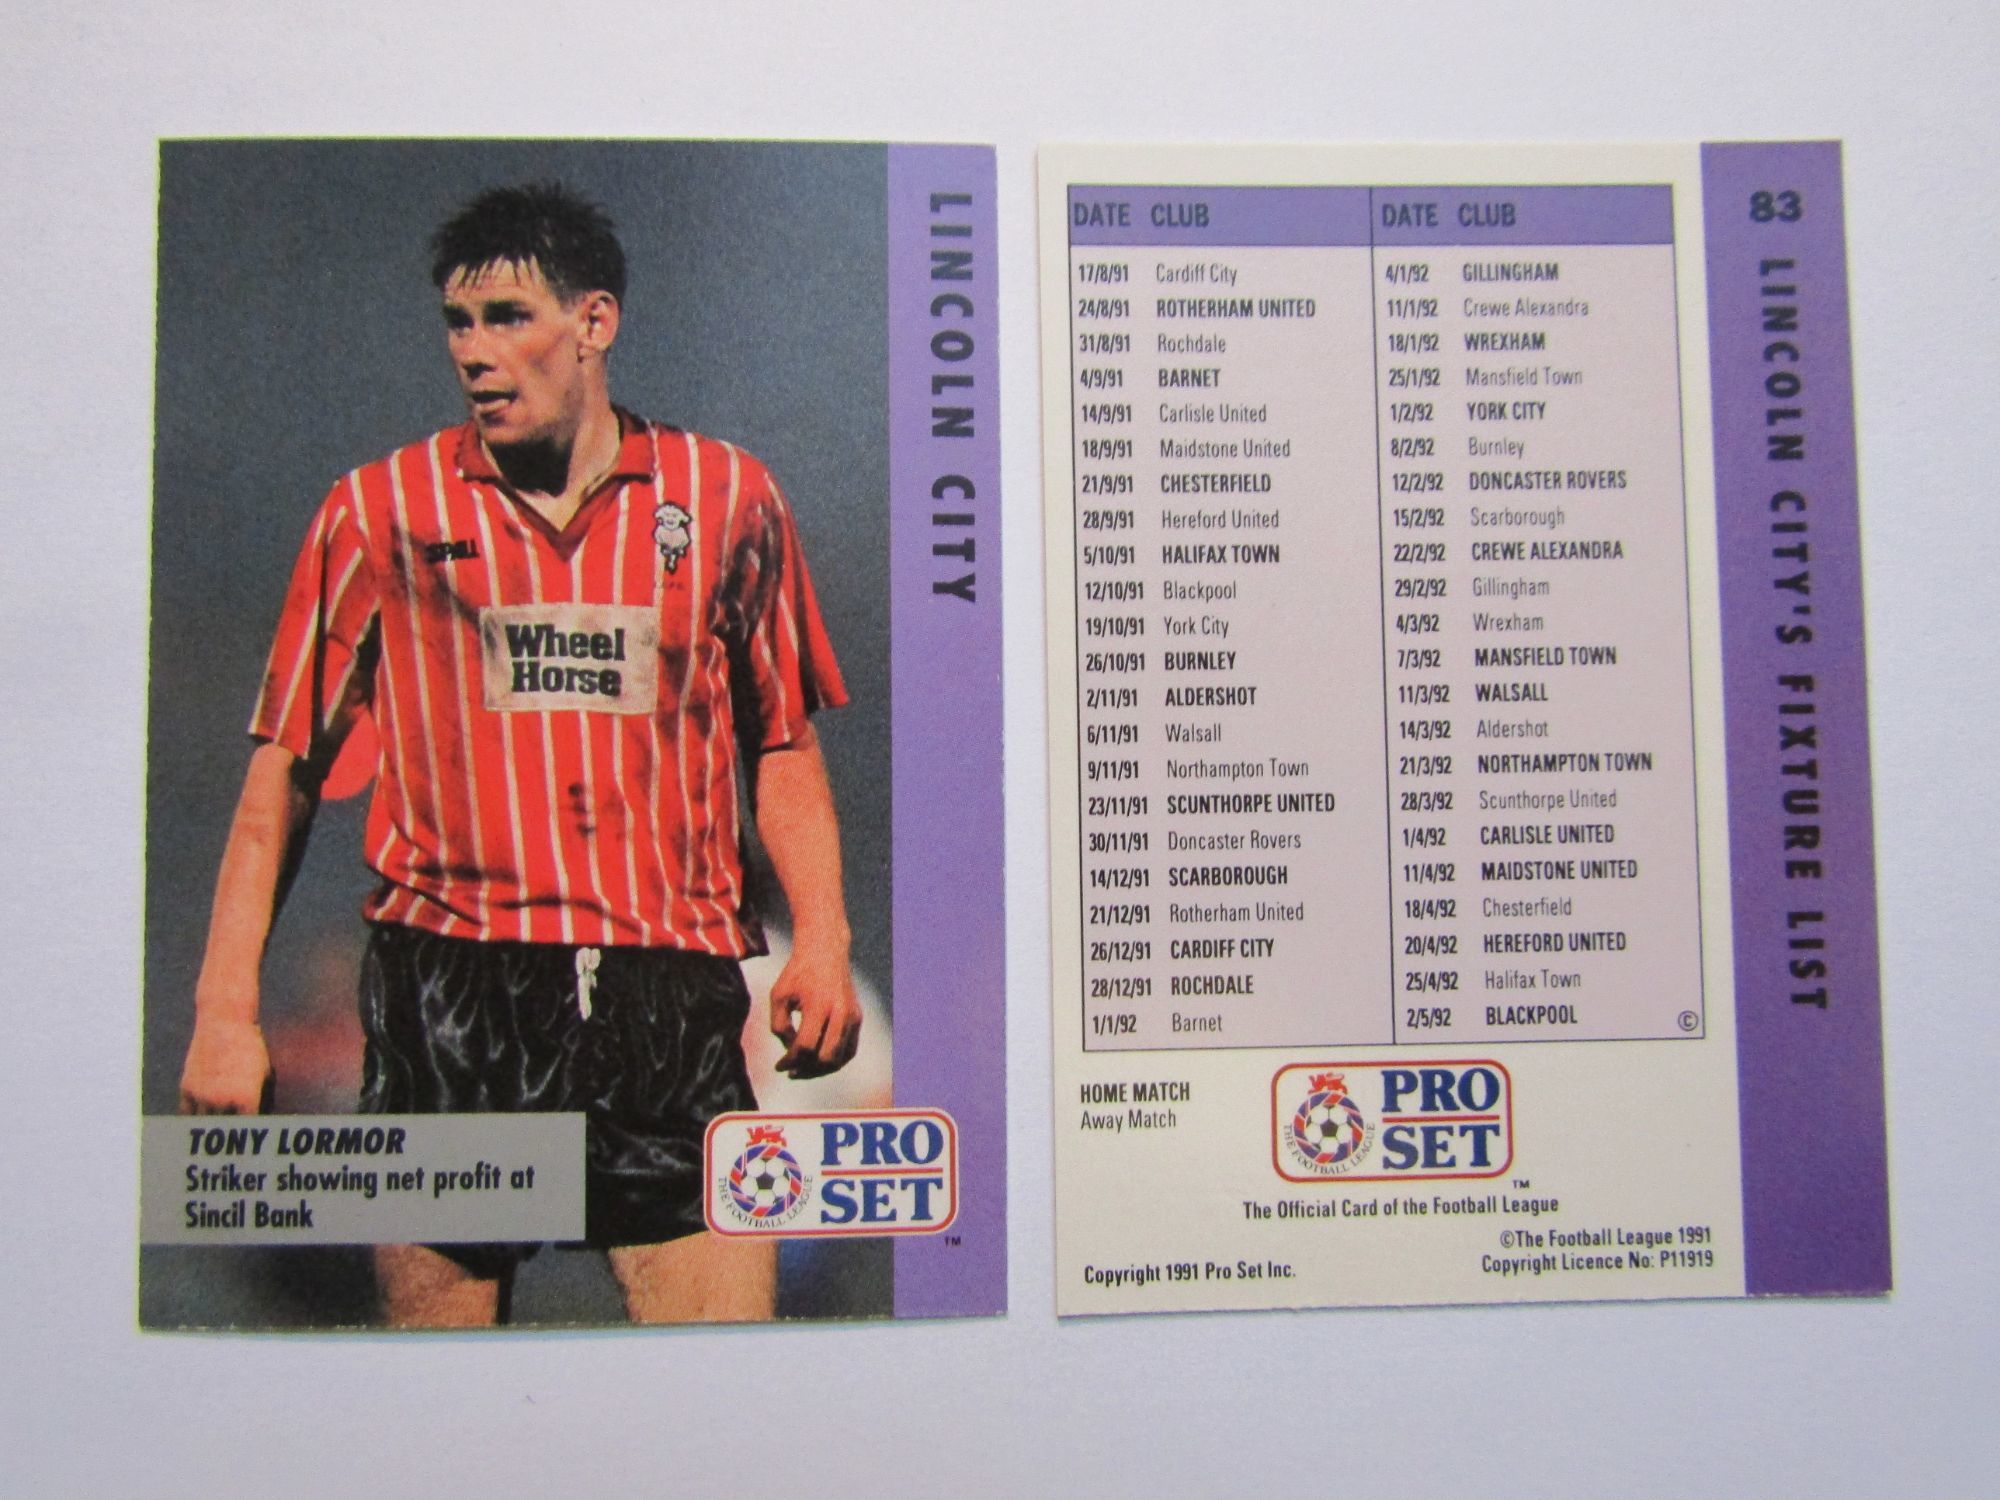 LINCOLN CITY
SPALL
Wheel
Horse
TONY LORMOR
Striker showing net profit at
Sincil Bank
THE FOOTBALL LEAGUE
PRO
SET
TM
83 LINCOLN CITY'S FIXTURE LIST
DATE CLUB
17/8/91 Cardiff City
24/8/91 ROTHERHAM UNITED
31/8/91 Rochdale
4/9/91 BARNET
14/9/91 Carlisle United
18/9/91 Maidstone United
21/9/91 CHESTERFIELD
28/9/91 Hereford United
5/10/91 HALIFAX TOWN
12/10/91 Blackpool
19/10/91 York City
26/10/91 BURNLEY
2/11/91 ALDERSHOT
6/11/91 Walsall
9/11/91 Northampton Town
23/11/91 SCUNTHORPE UNITED
30/11/91 Doncaster Rovers
14/12/91 SCARBOROUGH
21/12/91 Rotherham United
26/12/91 CARDIFF CITY
28/12/91 ROCHDALE
1/1/92 Barnet
DATE CLUB
4/1/92 GILLINGHAM
11/1/92 Crewe Alexandra
18/1/92 WREXHAM
25/1/92 Mansfield Town
1/2/92 YORK CITY
8/2/92 Burnley
12/2/92 DONCASTER ROVERS
15/2/92 Scarborough
22/2/92 CREWE ALEXANDRA
29/2/92 Gillingham
4/3/92 Wrexham
7/3/92 MANSFIELD TOWN
11/3/92 WALSALL
14/3/92 Aldershot
21/3/92 NORTHAMPTON TOWN
28/3/92 Scunthorpe United
1/4/92 CARLISLE UNITED
11/4/92 MAIDSTONE UNITED
18/4/92 Chesterfield
20/4/92 HEREFORD UNITED
25/4/92 Halifax Town
2/5/92 BLACKPOOL
©
HOME MATCH
Away Match
THE FOOTBALL LEAGUE
PRO
SET
TM
The Official Card of the Football League
©The Football League 1991
Copyright Licence No: P11919
Copyright 1991 Pro Set Inc.